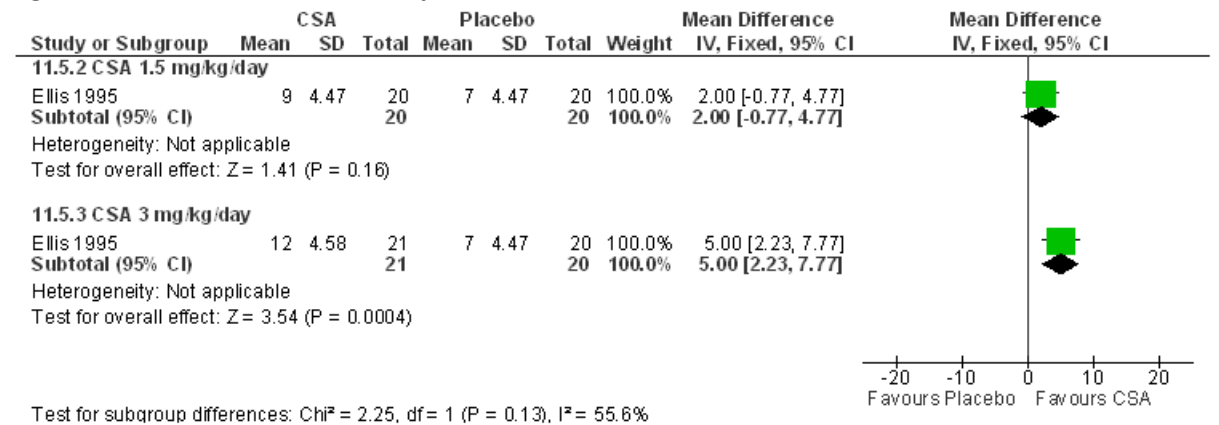 CSA Placebo Mean Difference Mean Difference
Study or Subgroup Mean SD Total Mean SD Total Weight IV, Fixed, 95% CI IV, Fixed, 95% CI
11.5.2 CSA 1.5 mg/kg/day
Ellis 1995 9 4.47 20 7 4.47 20 100.0% 2.00 [-0.77, 4.77]
Subtotal (95% CI) 20 20 100.0% 2.00 [-0.77, 4.77]
Heterogeneity: Not applicable
Test for overall effect: Z = 1.41 (P = 0.16)
11.5.3 CSA 3 mg/kg/day
Ellis 1995 12 4.58 21 7 4.47 20 100.0% 5.00 [2.23, 7.77]
Subtotal (95% CI) 21 20 100.0% 5.00 [2.23, 7.77]
Heterogeneity: Not applicable
Test for overall effect: Z = 3.54 (P = 0.0004)
-20 -10 0 10 20
Favours Placebo Favours CSA
Test for subgroup differences: Chi² = 2.25, df = 1 (P = 0.13), I² = 55.6%